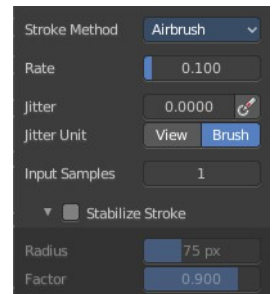 Stroke Method Airbrush
Rate 0.100
Jitter 0.0000
Jitter Unit View Brush
Input Samples 1
Stabilize Stroke
Radius 75 px
Factor 0.900